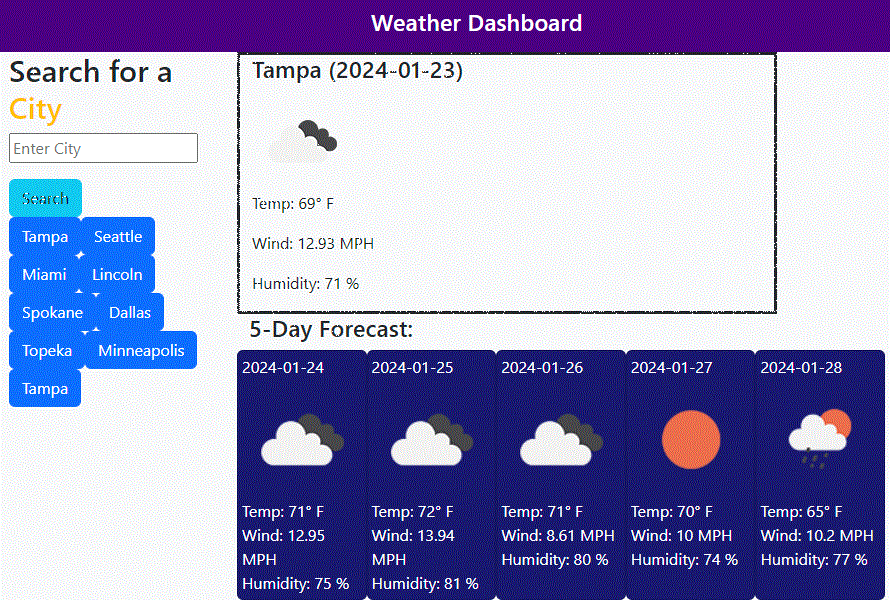 Weather Dashboard
Search for a
City
Enter City
Search
Tampa
Seattle
Miami
Lincoln
Spokane
Dallas
Topeka
Minneapolis
Tampa
Tampa (2024-01-23)
Temp: 69° F
Wind: 12.93 MPH
Humidity: 71 %
5-Day Forecast:
2024-01-24
Temp: 71° F
Wind: 12.95
MPH
Humidity: 75 %
2024-01-25
Temp: 72° F
Wind: 13.94
MPH
Humidity: 81 %
2024-01-26
Temp: 71° F
Wind: 8.61 MPH
Humidity: 80 %
2024-01-27
Temp: 70° F
Wind: 10 MPH
Humidity: 74 %
2024-01-28
Temp: 65° F
Wind: 10.2 MPH
Humidity: 77 %